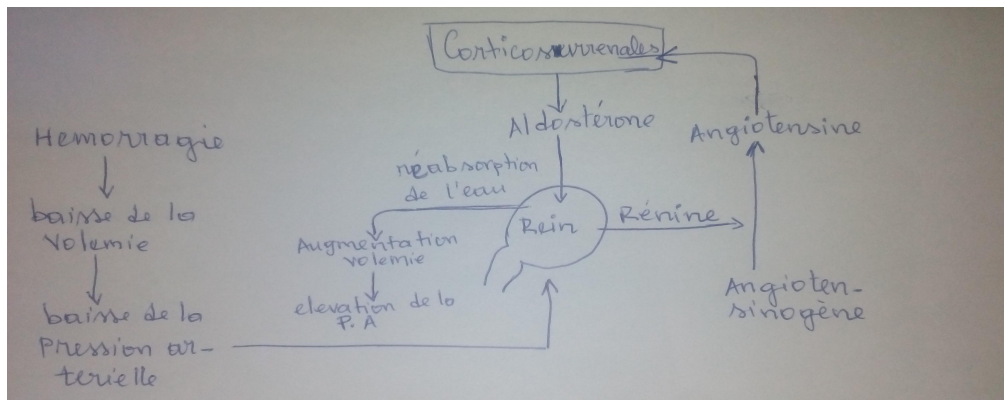 Corticosurrenales
Aldostérone
Angiotensine
Hemorragie
réabsorption
de l'eau
baisse de la
Volemie
Augmentation
volemie
Rein
Rénine
elevation de la
P. A
Angioten-
sinogène
baisse de la
Pression ar-
terielle